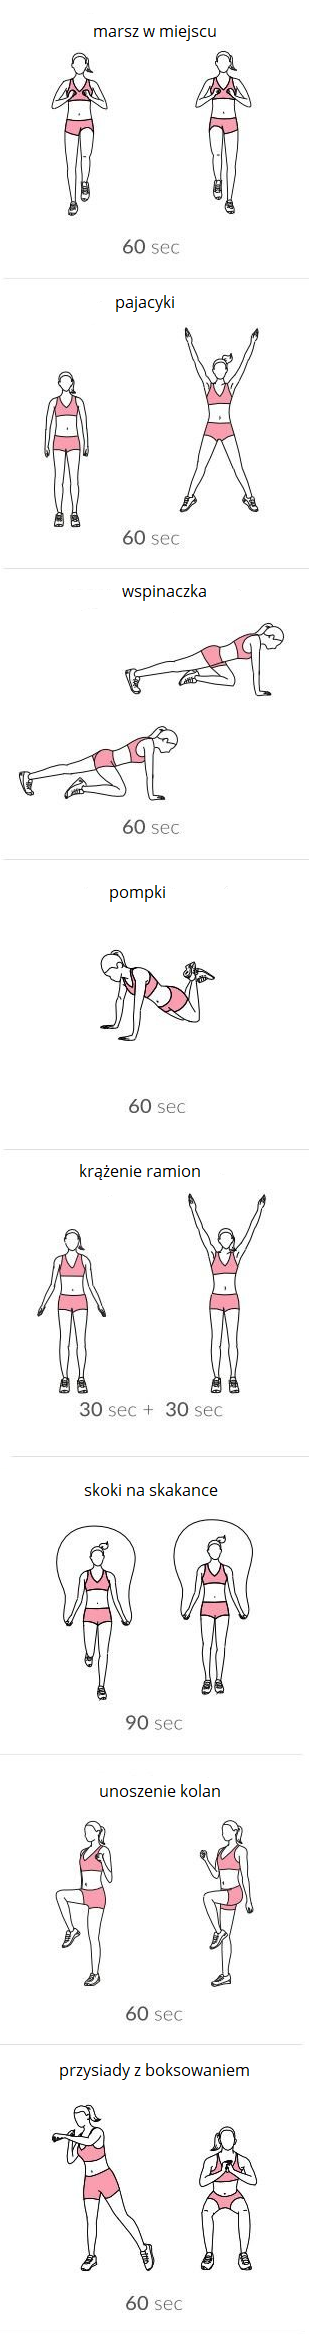 marsz w miejscu
60 sec
pajacyki
60 sec
wspinaczka
60 sec
pompki
60 sec
krążenie ramion
30 sec + 30 sec
skoki na skakance
90 sec
unoszenie kolan
60 sec
przysiady z boksowaniem
60 sec